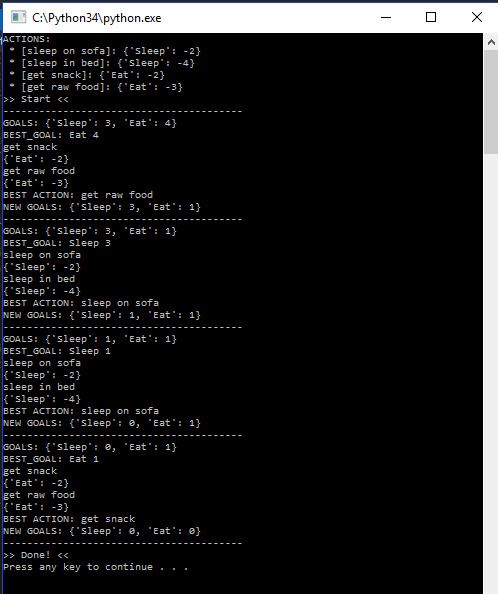 C:\Python34\python.exe
ACTIONS:
 * [sleep on sofa]: {'Sleep': -2}
 * [sleep in bed]: {'Sleep': -4}
 * [get snack]: {'Eat': -2}
 * [get raw food]: {'Eat': -3}
>> Start <<
----------------------------------------
GOALS: {'Sleep': 3, 'Eat': 4}
BEST_GOAL: Eat 4
get snack
{'Eat': -2}
get raw food
{'Eat': -3}
BEST ACTION: get raw food
NEW GOALS: {'Sleep': 3, 'Eat': 1}
----------------------------------------
GOALS: {'Sleep': 3, 'Eat': 1}
BEST_GOAL: Sleep 3
sleep on sofa
{'Sleep': -2}
sleep in bed
{'Sleep': -4}
BEST ACTION: sleep on sofa
NEW GOALS: {'Sleep': 1, 'Eat': 1}
----------------------------------------
GOALS: {'Sleep': 1, 'Eat': 1}
BEST_GOAL: Sleep 1
sleep on sofa
{'Sleep': -2}
sleep in bed
{'Sleep': -4}
BEST ACTION: sleep on sofa
NEW GOALS: {'Sleep': 0, 'Eat': 1}
----------------------------------------
GOALS: {'Sleep': 0, 'Eat': 1}
BEST_GOAL: Eat 1
get snack
{'Eat': -2}
get raw food
{'Eat': -3}
BEST ACTION: get snack
NEW GOALS: {'Sleep': 0, 'Eat': 0}
----------------------------------------
>> Done! <<
Press any key to continue . . .